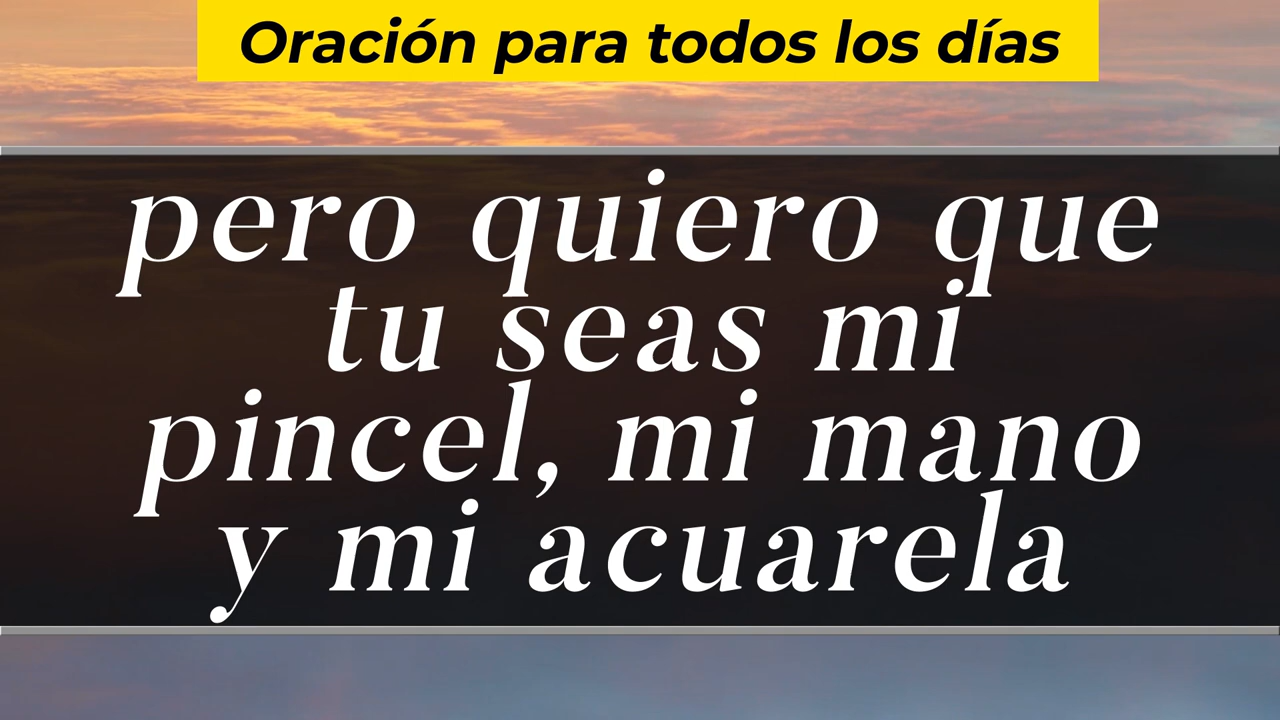 Oración para todos los días
pero quiero que
tu seas mi
pincel, mi mano
y mi acuarela